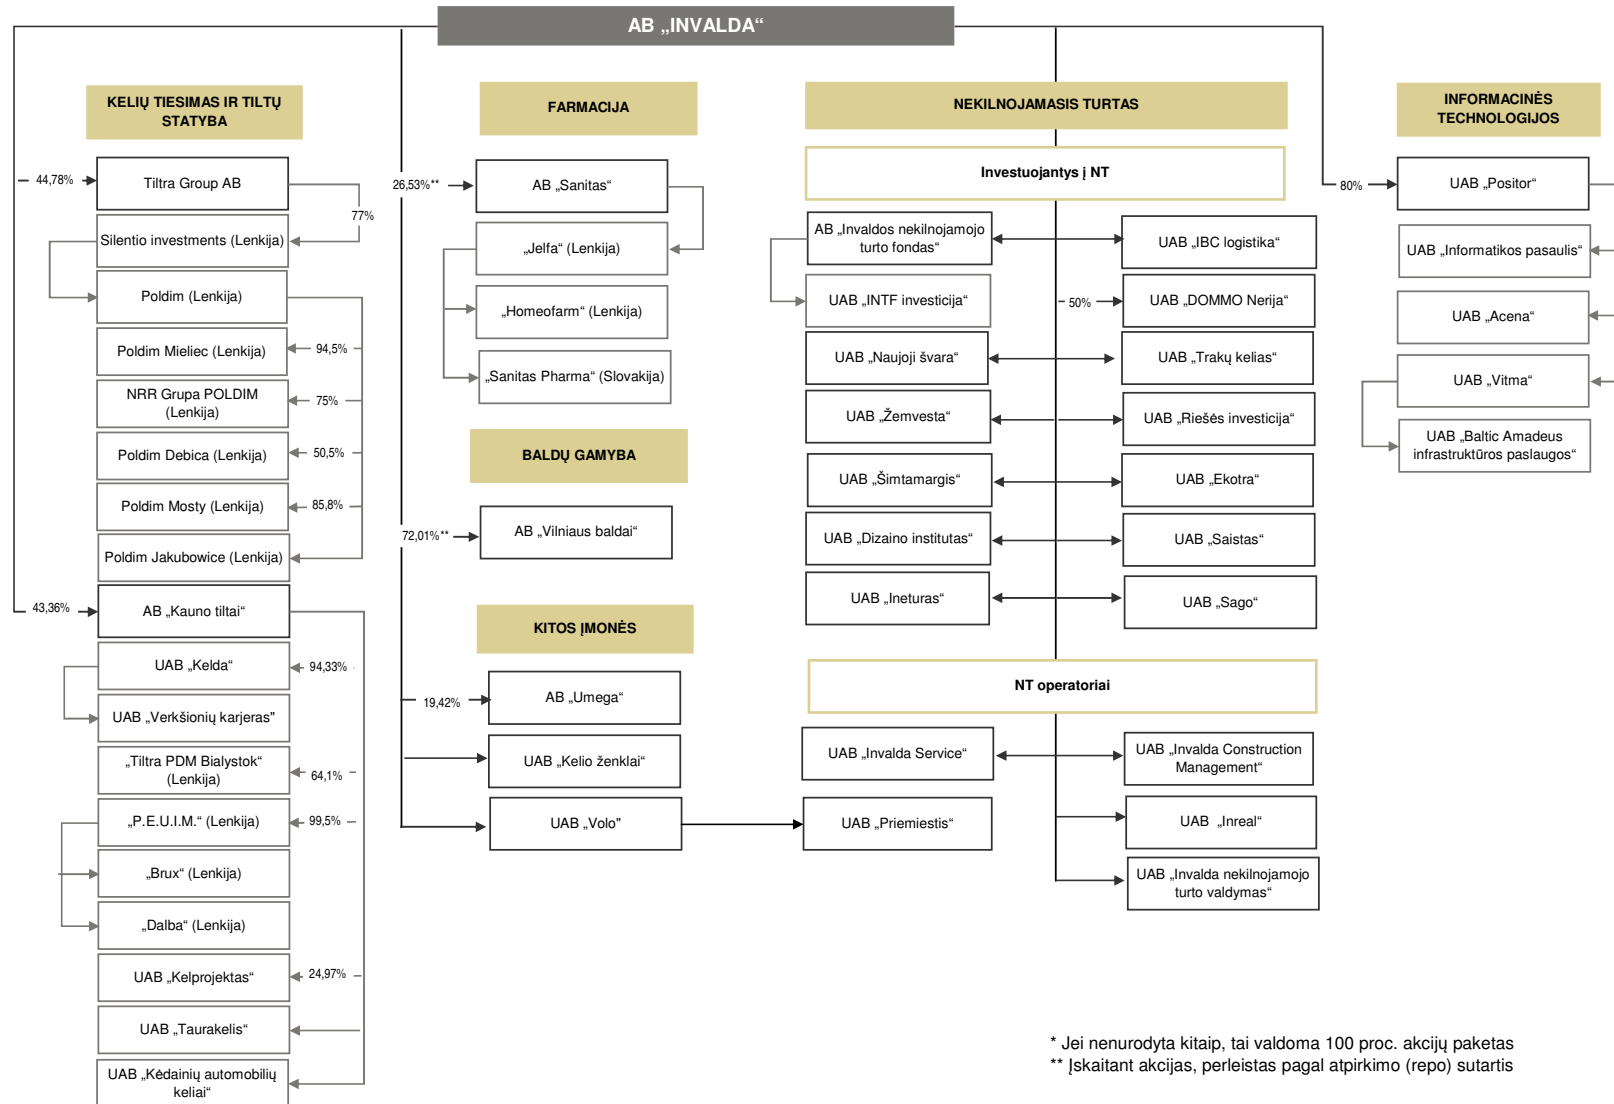 AB „INVALDA“
KELIŲ TIESIMAS IR TILTŲ
STATYBA
44,78%
Tiltra Group AB
77%
Silentio investments (Lenkija)
Poldim (Lenkija)
Poldim Mieliec (Lenkija)
94,5%
NRR Grupa POLDIM
(Lenkija)
75%
Poldim Debica (Lenkija)
50,5%
Poldim Mosty (Lenkija)
85,8%
Poldim Jakubowice (Lenkija)
43,36%
AB „Kauno tiltai“
UAB „Kelda“
94,33%
UAB „Verkšionių karjeras"
„Tiltra PDM Bialystok“
(Lenkija)
64,1%
„P.E.U.I.M.“ (Lenkija)
99,5%
„Brux“ (Lenkija)
„Dalba“ (Lenkija)
UAB „Kelprojektas“
24,97%
UAB „Taurakelis“
UAB „Kėdainių automobilių
keliai“
FARMACIJA
26,53%**
AB „Sanitas“
„Jelfa“ (Lenkija)
„Homeofarm“ (Lenkija)
„Sanitas Pharma“ (Slovakija)
BALDŲ GAMYBA
72,01%**
AB „Vilniaus baldai“
KITOS ĮMONĖS
19,42%
AB „Umega“
UAB „Kelio ženklai“
UAB „Volo"
NEKILNOJAMASIS TURTAS
Investuojantys į NT
AB „Invaldos nekilnojamojo
turto fondas“
UAB „IBC logistika“
UAB „INTF investicija“
50%
UAB „DOMMO Nerija“
UAB „Naujoji švara“
UAB „Trakų kelias“
UAB „Žemvesta“
UAB „Riešės investicija“
UAB „Šimtamargis“
UAB „Ekotra“
UAB „Dizaino institutas“
UAB „Saistas“
UAB „Ineturas“
UAB „Sago“
NT operatoriai
UAB „Invalda Service“
UAB „Invalda Construction
Management“
UAB „Priemiestis“
UAB „Inreal“
UAB „Invalda nekilnojamojo
turto valdymas“
INFORMACINĖS
TECHNOLOGIJOS
80%
UAB „Positor“
UAB „Informatikos pasaulis“
UAB „Acena“
UAB „Vitma“
UAB „Baltic Amadeus
infrastruktūros paslaugos“
* Jei nenurodyta kitaip, tai valdoma 100 proc. akcijų paketas
** Įskaitant akcijas, perleistas pagal atpirkimo (repo) sutartis